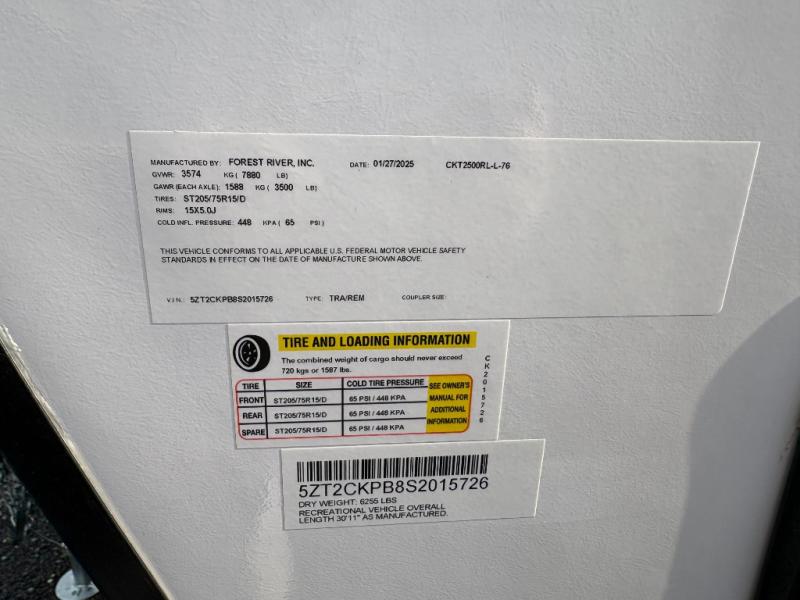 MANUFACTURED BY: FOREST RIVER, INC. DATE: 01/27/2025 CKT2500RL-L-76
GVWR: 3574 KG ( 7880 LB)
GAWR (EACH AXLE): 1588 KG ( 3500 LB)
TIRES: ST205/75R15/D
RIMS: 15X5.0J
COLD INFL. PRESSURE: 448 KPA ( 65 PSI )
THIS VEHICLE CONFORMS TO ALL APPLICABLE U.S. FEDERAL MOTOR VEHICLE SAFETY
STANDARDS IN EFFECT ON THE DATE OF MANUFACTURE SHOWN ABOVE.
V.I.N.: 5ZT2CKPB8S2015726 TYPE: TRA/REM COUPLER SIZE:
TIRE AND LOADING INFORMATION
The combined weight of cargo should never exceed
720 kgs or 1587 lbs.
TIRE SIZE COLD TIRE PRESSURE
FRONT ST205/75R15/D 65 PSI / 448 KPA
REAR ST205/75R15/D 65 PSI / 448 KPA
SPARE ST205/75R15/D 65 PSI / 448 KPA
SEE OWNER'S
MANUAL FOR
ADDITIONAL
INFORMATION
CK2015726
5ZT2CKPB8S2015726
DRY WEIGHT: 6255 LBS
RECREATIONAL VEHICLE OVERALL
LENGTH 30'11" AS MANUFACTURED.